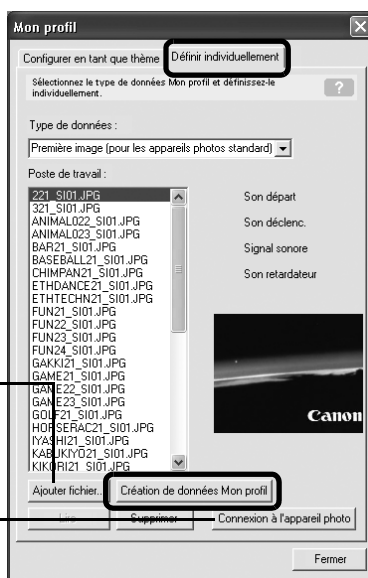 Mon profil
Configurer en tant que thème
Définir individuellement
Sélectionnez le type de données Mon profil et définissez-le
individuellement.
?
Type de données :
Première image (pour les appareils photos standard)
Poste de travail :
221_SI01.JPG
321_SI01.JPG
ANIMAL022_SI01.JPG
ANIMAL023_SI01.JPG
BAR21_SI01.JPG
BASEBALL21_SI01.JPG
CHIMPAN21_SI01.JPG
ETHDANCE21_SI01.JPG
ETHTECHN21_SI01.JPG
FUN21_SI01.JPG
FUN22_SI01.JPG
FUN23_SI01.JPG
FUN24_SI01.JPG
GAKKI21_SI01.JPG
GAME21_SI01.JPG
GAME22_SI01.JPG
GAME23_SI01.JPG
GOLF21_SI01.JPG
HORSERAC21_SI01.JPG
IYASHI21_SI01.JPG
KABUKIYO21_SI01.JPG
KIKORI21_SI01.JPG
Son départ
Son déclenc.
Signal sonore
Son retardateur
Canon
Ajouter fichier...
Création de données Mon profil
Lire
Supprimer
Connexion à l'appareil photo
Fermer